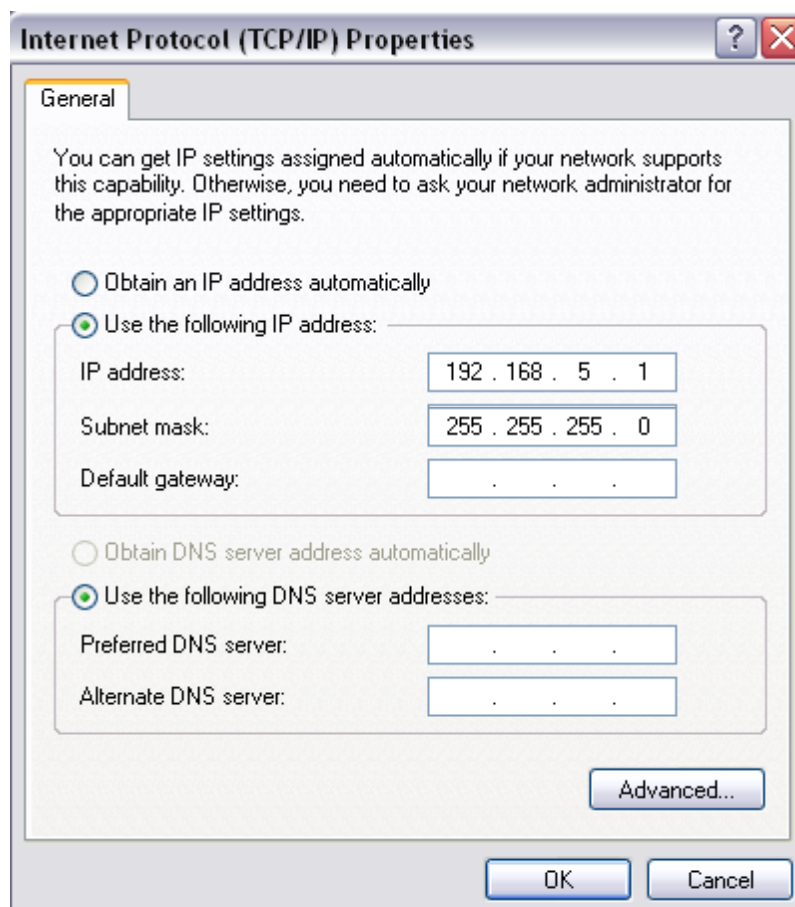 Internet Protocol (TCP/IP) Properties
General
You can get IP settings assigned automatically if your network supports
this capability. Otherwise, you need to ask your network administrator for
the appropriate IP settings.
Obtain an IP address automatically
Use the following IP address:
IP address: 192 . 168 . 5 . 1
Subnet mask: 255 . 255 . 255 . 0
Default gateway: . . .
Obtain DNS server address automatically
Use the following DNS server addresses:
Preferred DNS server: . . .
Alternate DNS server: . . .
Advanced...
OK Cancel